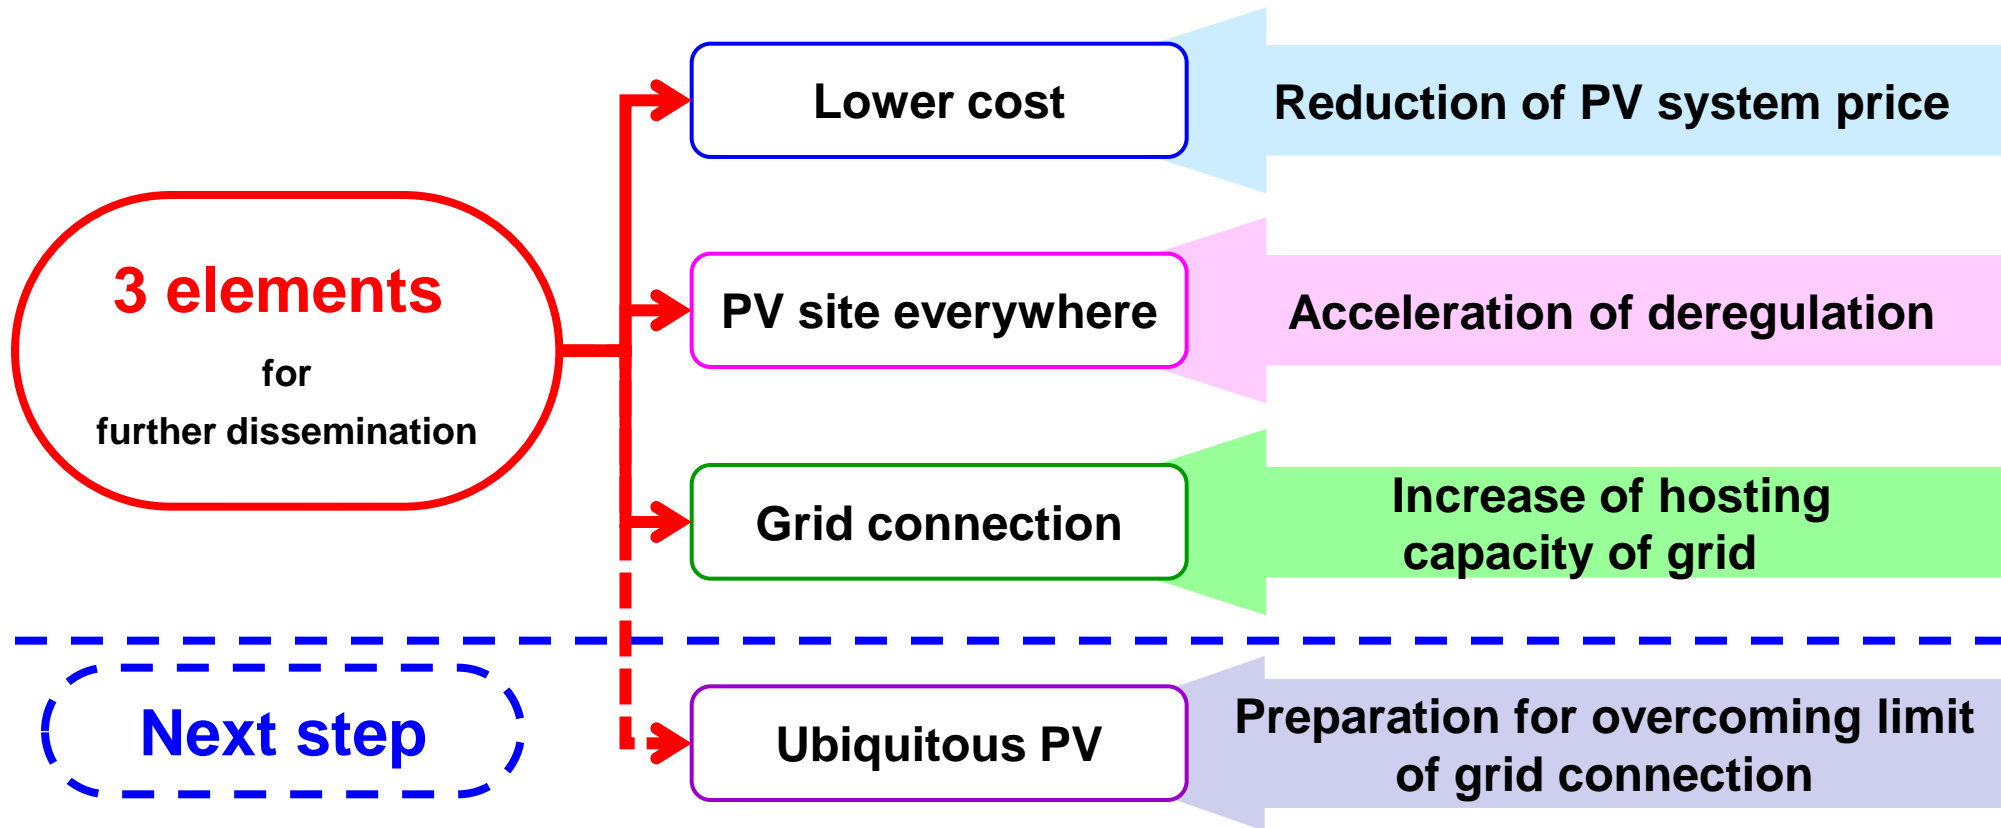 3 elements
for
further dissemination
Lower cost
Reduction of PV system price
PV site everywhere
Acceleration of deregulation
Grid connection
Increase of hosting
capacity of grid
Next step
Ubiquitous PV
Preparation for overcoming limit
of grid connection